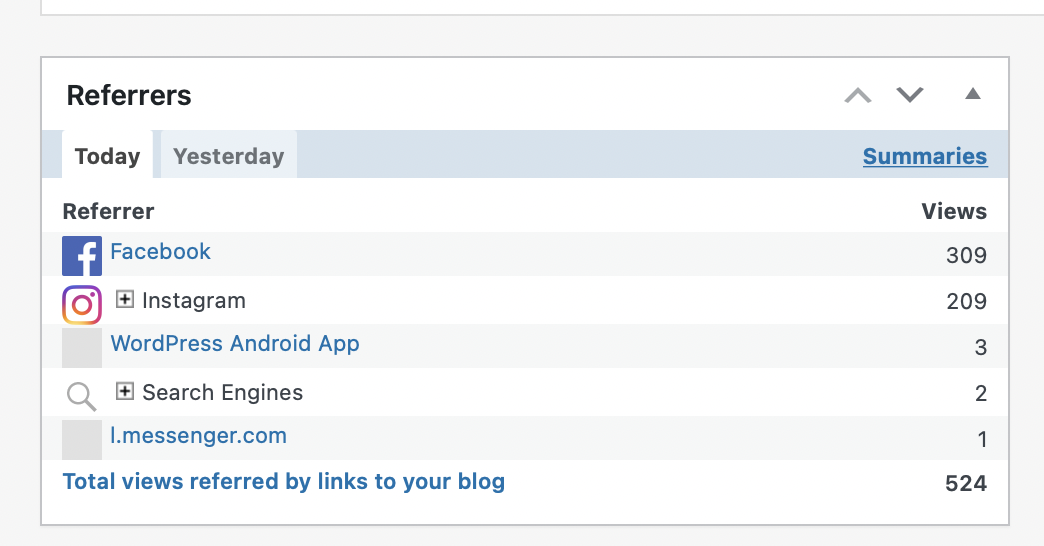 Referrers
Today Yesterday Summaries
Referrer Views
Facebook 309
Instagram 209
WordPress Android App 3
Search Engines 2
l.messenger.com 1
Total views referred by links to your blog 524